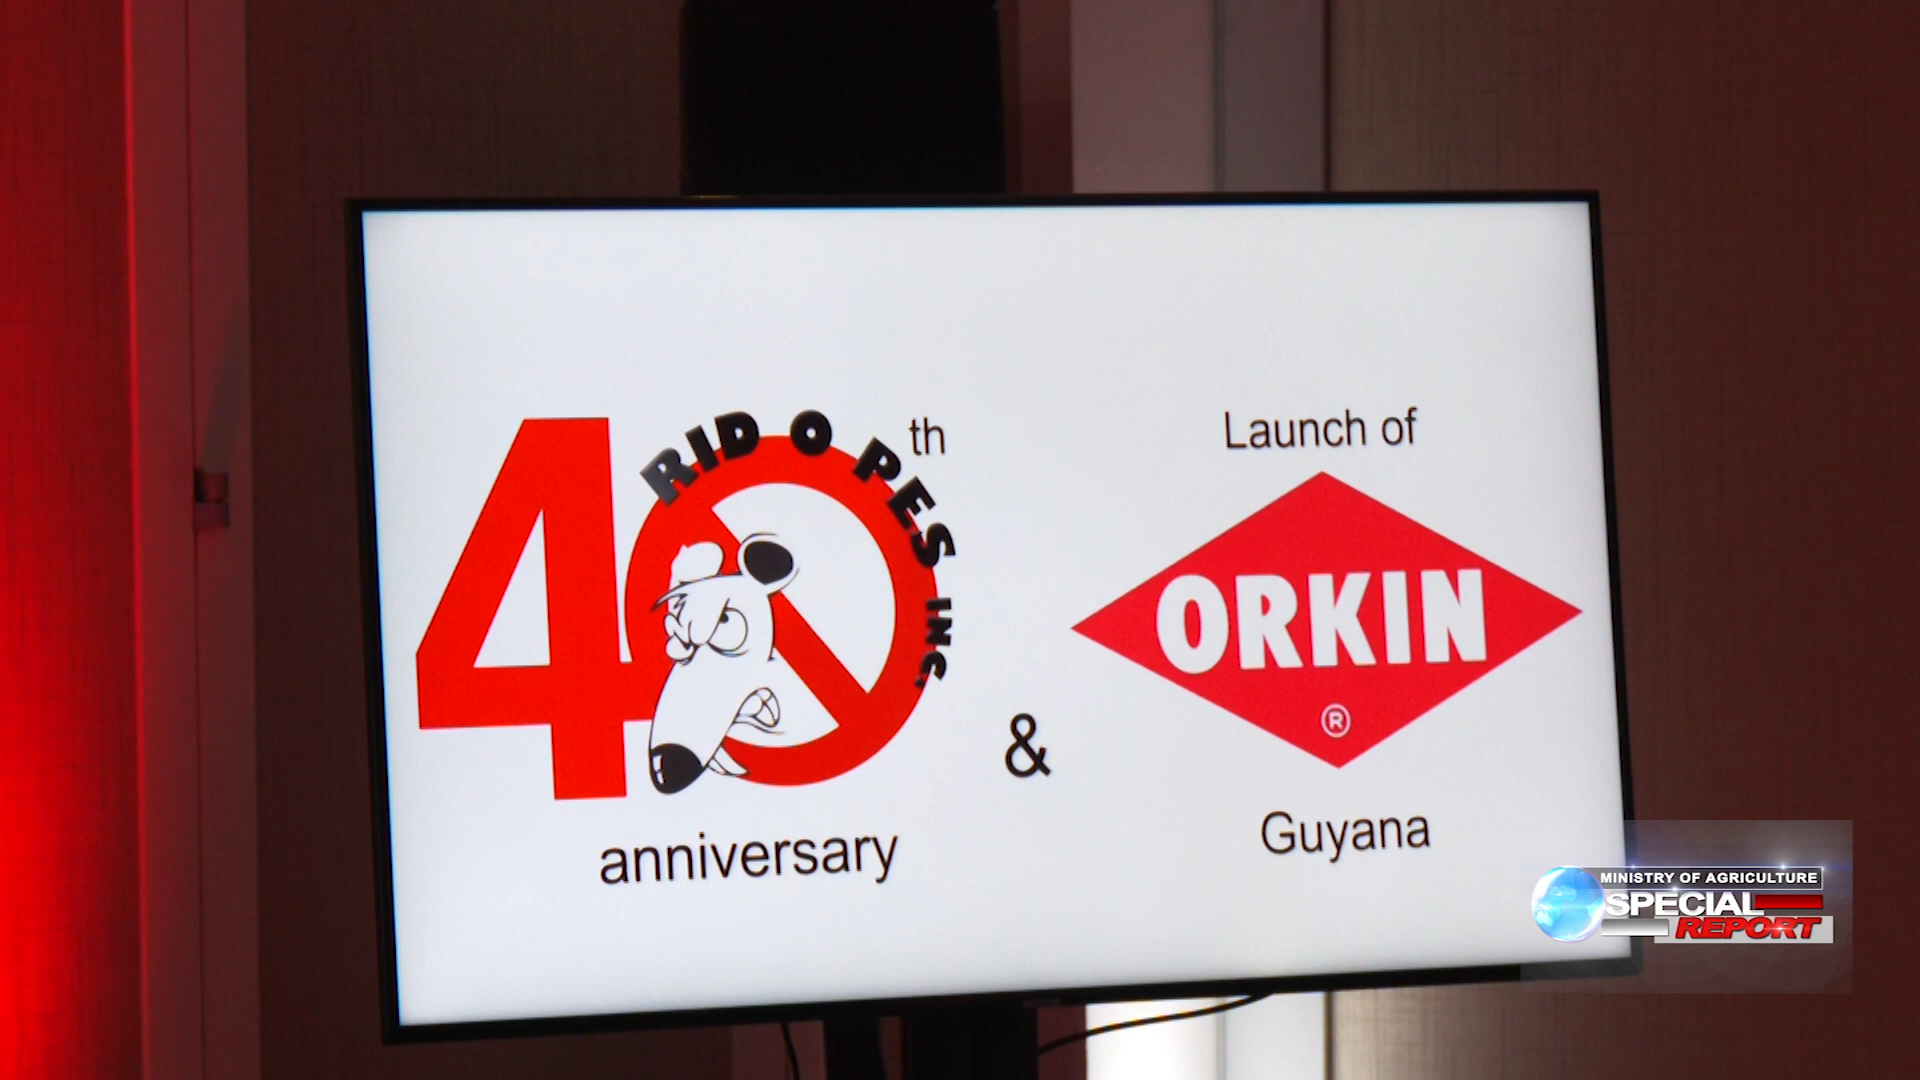 40th
RID O PES INC.
anniversary
&
Launch of
ORKIN
®
Guyana
MINISTRY OF AGRICULTURE
SPECIAL
REPORT